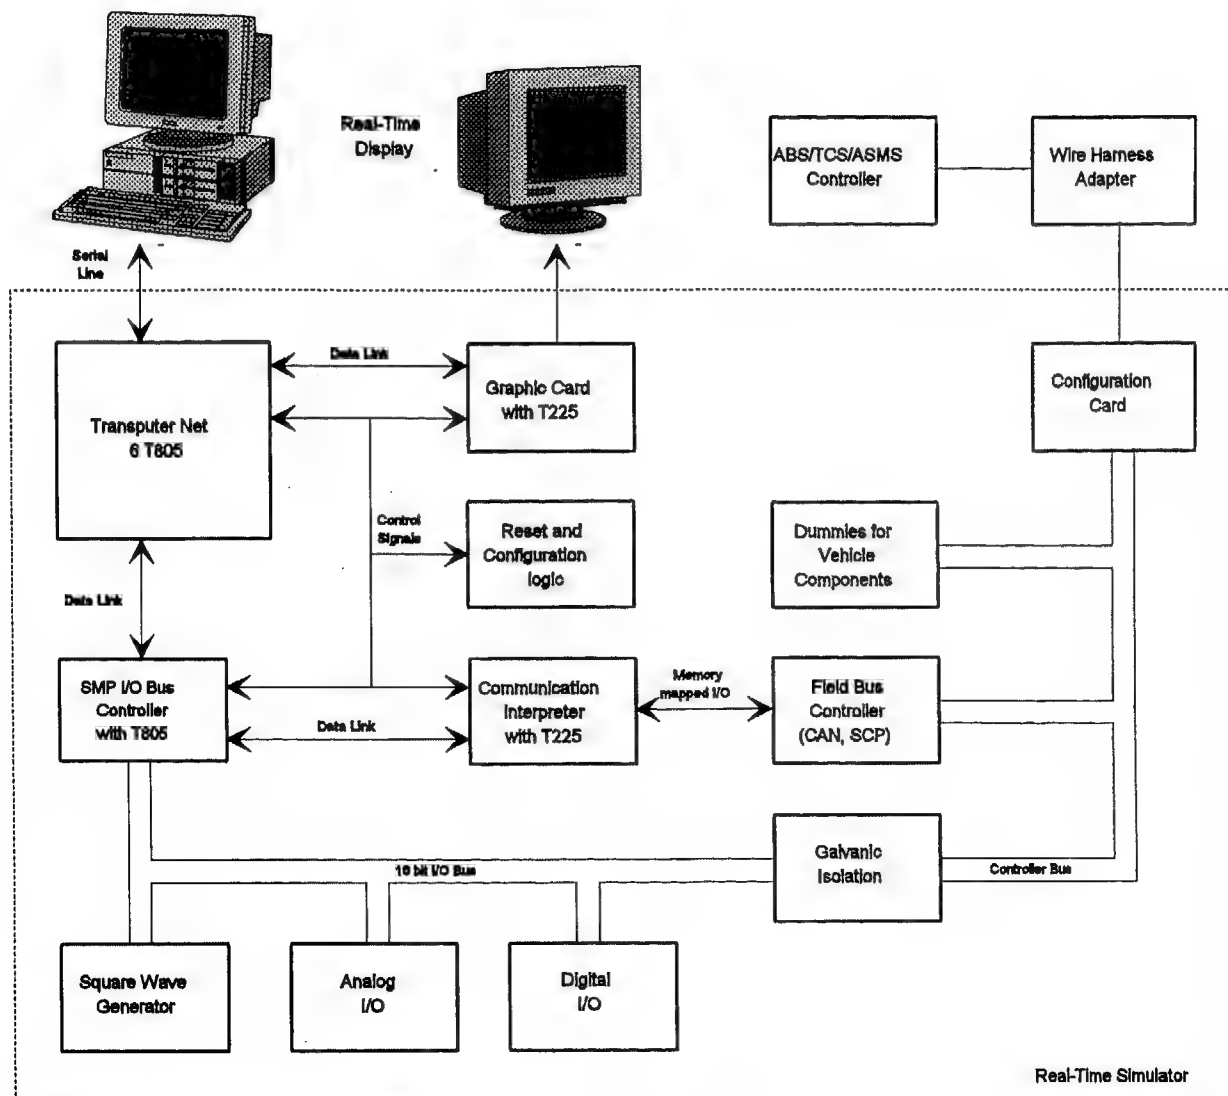 Real-Time
Display
ABS/TCS/ASMS
Controller
Wire Harness
Adapter
Serial
Line
Transputer Net
6 T805
Data Link
Graphic Card
with T225
Configuration
Card
Control
Signals
Reset and
Configuration
logic
Dummies for
Vehicle
Components
Data Link
SMP I/O Bus
Controller
with T805
Data Link
Communication
Interpreter
with T225
Memory
mapped I/O
Field Bus
Controller
(CAN, SCP)
16 bit I/O Bus
Galvanic
Isolation
Controller Bus
Square Wave
Generator
Analog
I/O
Digital
I/O
Real-Time Simulator